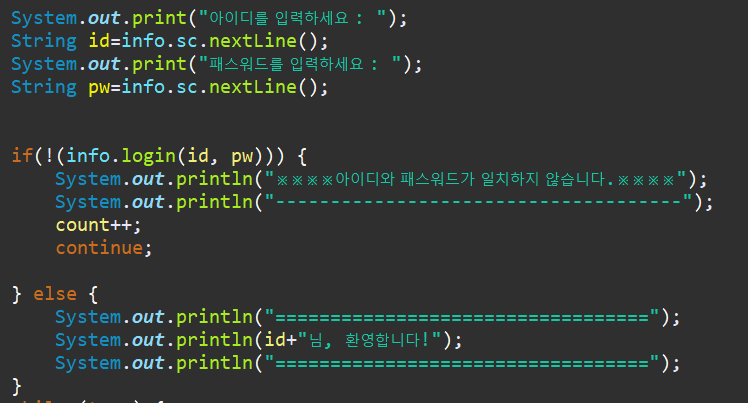 System.out.print("아이디를 입력하세요 : ");
String id=info.sc.nextLine();
System.out.print("패스워드를 입력하세요 : ");
String pw=info.sc.nextLine();
if(!(info.login(id, pw))) {
System.out.println("※※※※아이디와 패스워드가 일치하지 않습니다.※※※※");
System.out.println("-------------------------------------");
count++;
continue;
} else {
System.out.println("==================================");
System.out.println(id+"님, 환영합니다!");
System.out.println("==================================");
}